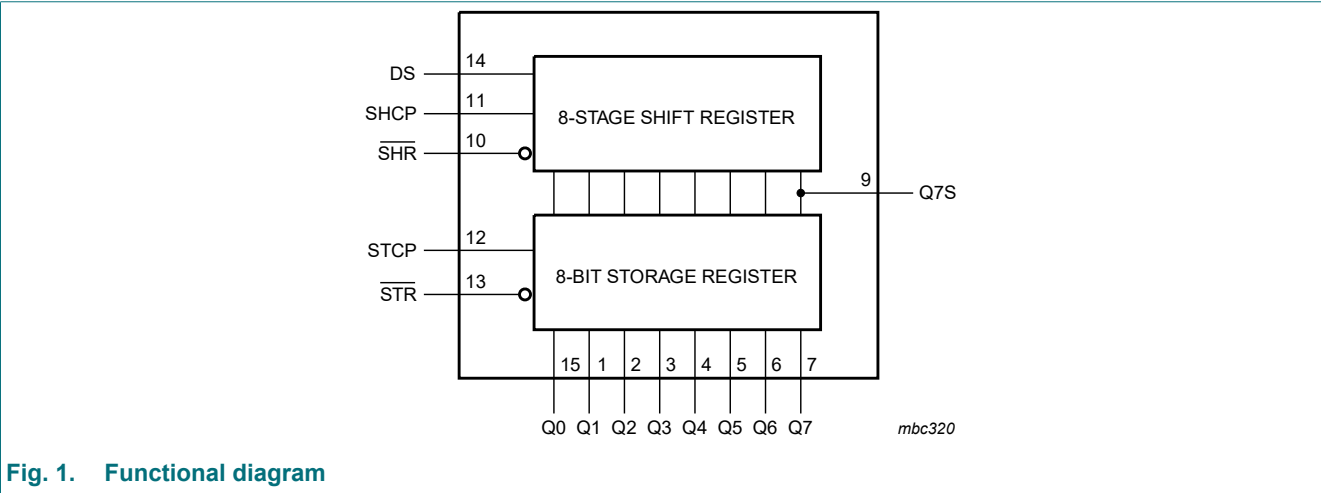 DS 14
SHCP 11
8-STAGE SHIFT REGISTER
S̅H̅R̅ 10
9 Q7S
STCP 12
8-BIT STORAGE REGISTER
S̅T̅R̅ 13
15 1 2 3 4 5 6 7
Q0 Q1 Q2 Q3 Q4 Q5 Q6 Q7
mbc320
Fig. 1. Functional diagram